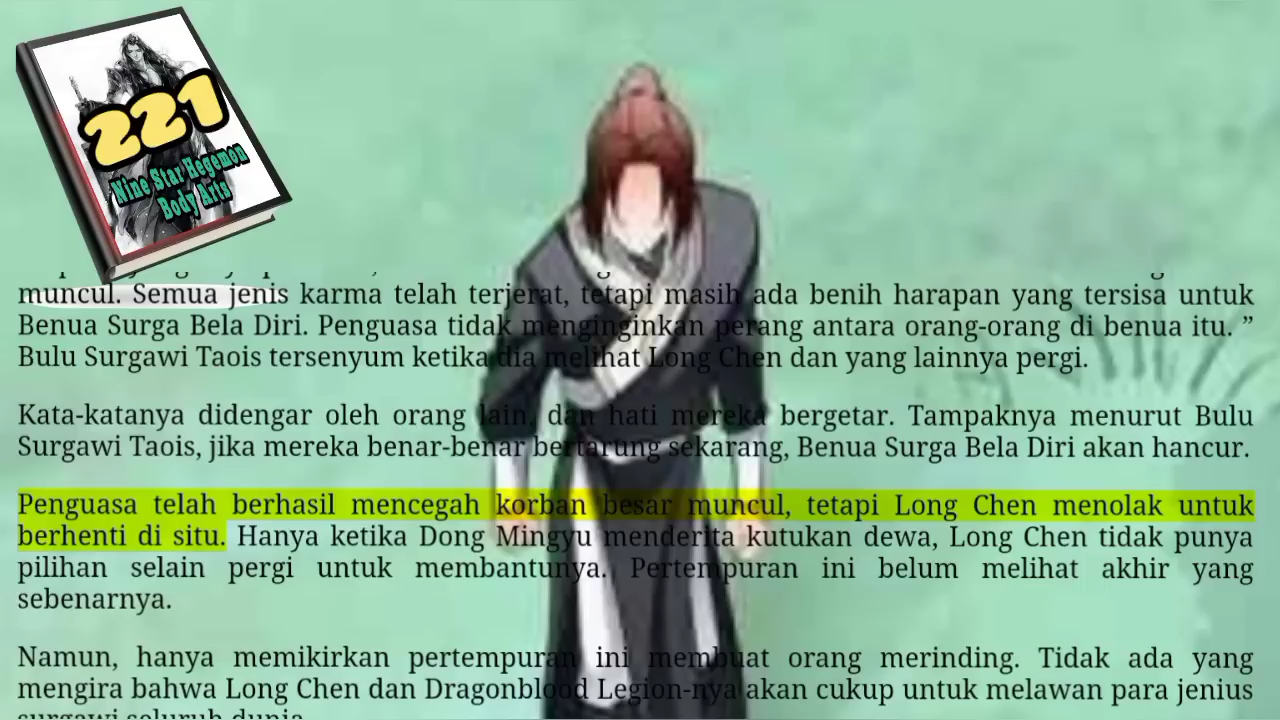 221
Nine Star Hegemon
Body Arts
muncul. Semua jenis karma telah terjerat, tetapi masih ada benih harapan yang tersisa untuk
Benua Surga Bela Diri. Penguasa tidak menginginkan perang antara orang-orang di benua itu. ”
Bulu Surgawi Taois tersenyum ketika dia melihat Long Chen dan yang lainnya pergi.
Kata-katanya didengar oleh orang lain, dan hati mereka bergetar. Tampaknya menurut Bulu
Surgawi Taois, jika mereka benar-benar bertarung sekarang, Benua Surga Bela Diri akan hancur.
Penguasa telah berhasil mencegah korban besar muncul, tetapi Long Chen menolak untuk
berhenti di situ. Hanya ketika Dong Mingyu menderita kutukan dewa, Long Chen tidak punya
pilihan selain pergi untuk membantunya. Pertempuran ini belum melihat akhir yang
sebenarnya.
Namun, hanya memikirkan pertempuran ini membuat orang merinding. Tidak ada yang
mengira bahwa Long Chen dan Dragonblood Legion-nya akan cukup untuk melawan para jenius
surgawi seluruh dunia.